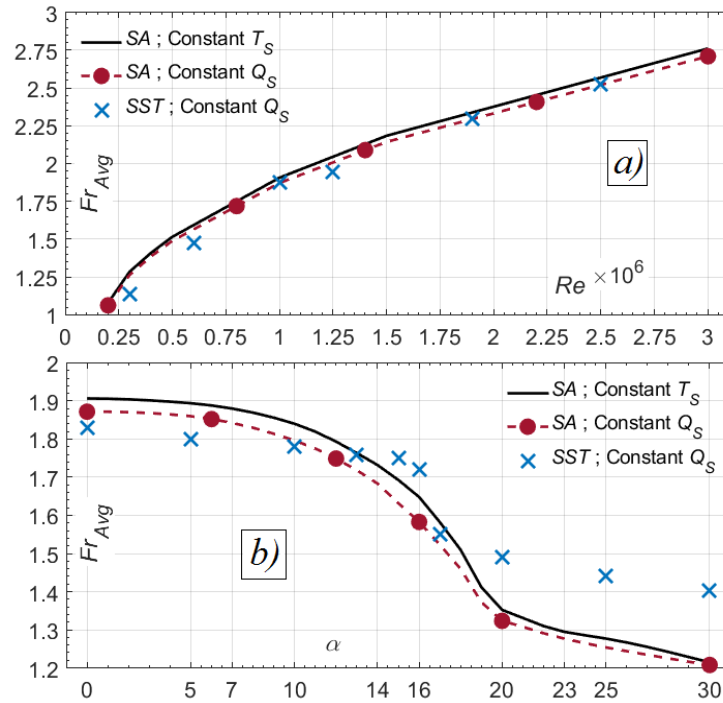 3
2.75
2.5
2.25
2
1.75
1.5
1.25
1
Fr_Avg
SA ; Constant T_S
SA ; Constant Q_S
SST ; Constant Q_S
a)
Re ×10^6
0 0.25 0.5 0.75 1 1.25 1.5 1.75 2 2.25 2.5 2.75 3
2
1.9
1.8
1.7
1.6
1.5
1.4
1.3
1.2
Fr_Avg
SA ; Constant T_S
SA ; Constant Q_S
SST ; Constant Q_S
b)
α
0 5 7 10 14 16 20 23 25 30